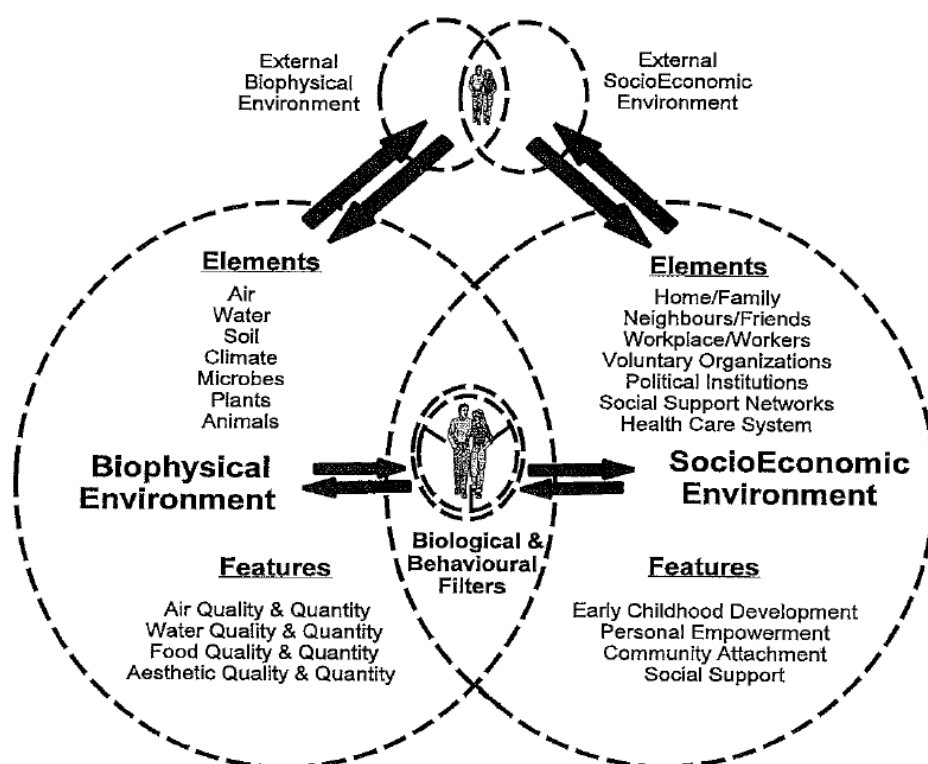 External
Biophysical
Environment
External
SocioEconomic
Environment
Elements
Air
Water
Soil
Climate
Microbes
Plants
Animals
Biophysical
Environment
Features
Air Quality & Quantity
Water Quality & Quantity
Food Quality & Quantity
Aesthetic Quality & Quantity
Biological &
Behavioural
Filters
Elements
Home/Family
Neighbours/Friends
Workplace/Workers
Voluntary Organizations
Political Institutions
Social Support Networks
Health Care System
SocioEconomic
Environment
Features
Early Childhood Development
Personal Empowerment
Community Attachment
Social Support